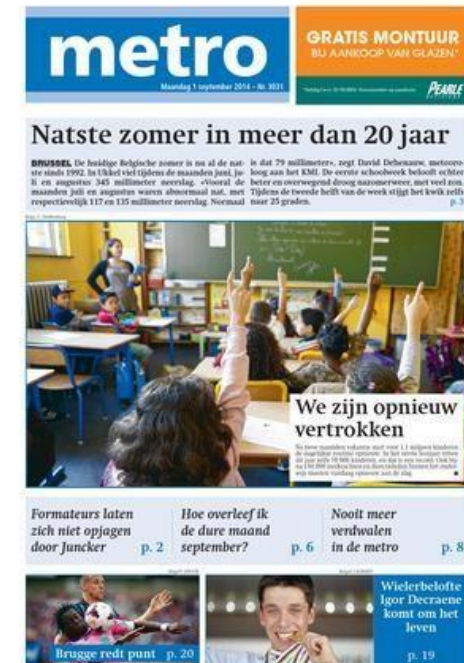 metro
Maandag 1 september 2014 – Nr. 3031
GRATIS MONTUUR
BIJ AANKOOP VAN GLAZEN*
PEARLE
Natste zomer in meer dan 20 jaar
BRUSSEL De huidige Belgische zomer is nu al de nat-
ste sinds 1992. In Ukkel viel tijdens de maanden juni, ju-
li en augustus 345 millimeter neerslag. «Vooral de
maanden juli en augustus waren abnormaal nat, met
respectievelijk 117 en 135 millimeter neerslag. Normaal
is dat 79 millimeter», zegt David Dehenauw, meteoro-
loog aan het KMI. De eerste schoolweek belooft echter
beter en overwegend droog nazomerweer, met veel zon.
Tijdens de tweede helft van de week stijgt het kwik zelfs
naar 25 graden.
p. 3
We zijn opnieuw
vertrokken
Formateurs laten
zich niet opjagen
door Juncker p. 2
Hoe overleef ik
de dure maand
september? p. 6
Nooit meer
verdwalen
in de metro p. 8
Brugge redt punt p. 20
Wielerbelofte
Igor Decraene
komt om het
leven
p. 19